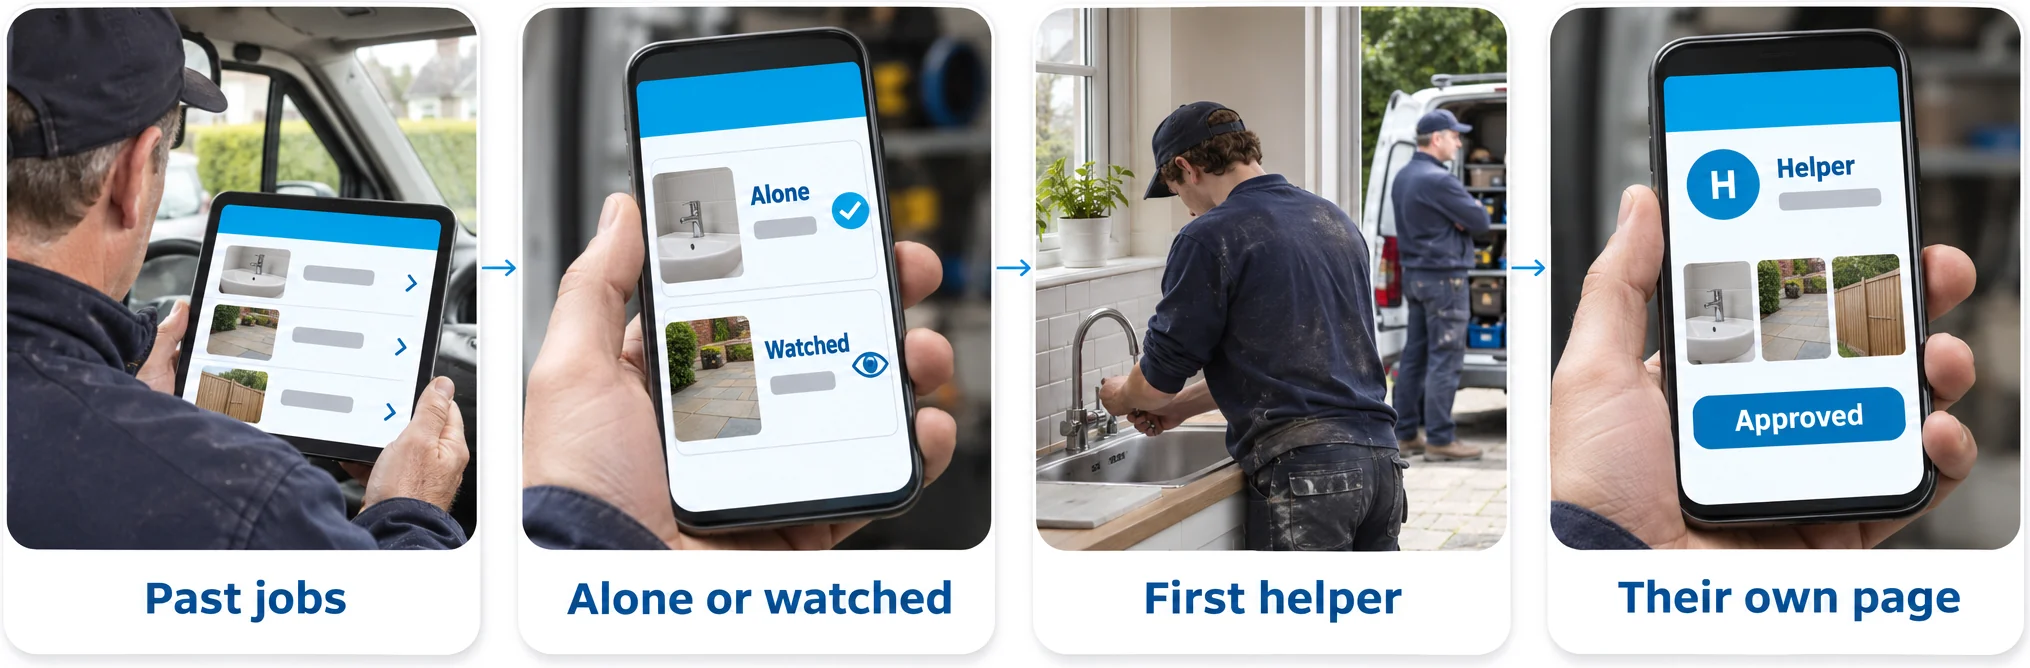 Alone
Watched
H
Helper
Approved
Past jobs
Alone or watched
First helper
Their own page